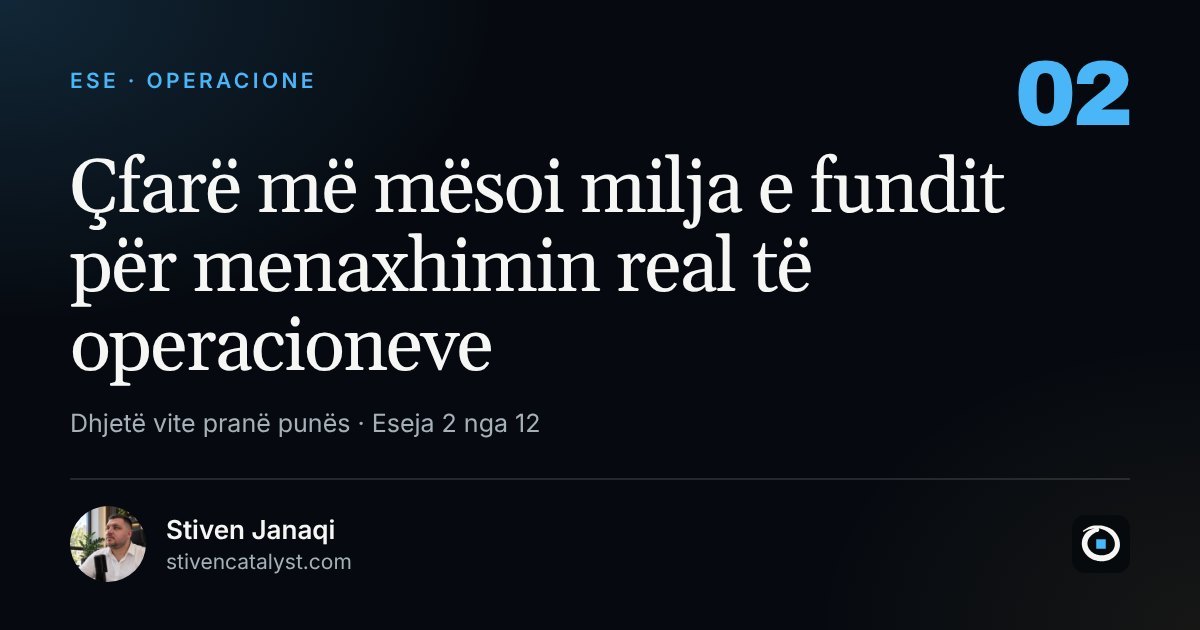 ESE · OPERACIONE
02
Çfarë më mësoi milja e fundit
për menaxhimin real të
operacioneve
Dhjetë vite pranë punës · Eseja 2 nga 12
Stiven Janaqi
stivencatalyst.com